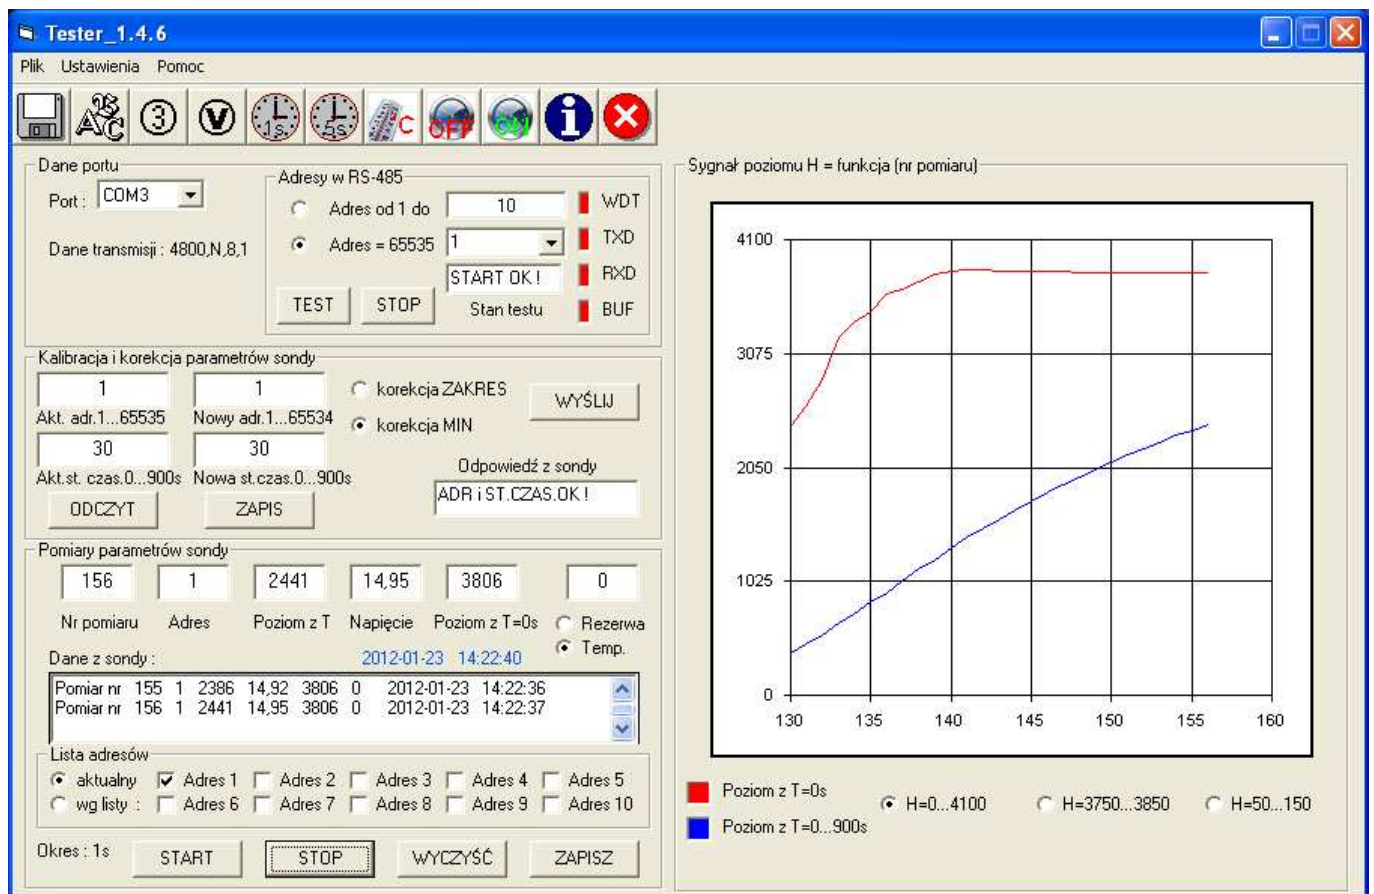 Tester_1.4.6
Plik Ustawienia Pomoc
ABC 3 V 1s. 5s. C OFF ON i
Dane portu
Port : COM3
Dane transmisji : 4800,N,8,1
Adresy w RS-485
Adres od 1 do 10 WDT
Adres = 65535 1 TXD
START OK ! RXD
TEST STOP Stan testu BUF
Kalibracja i korekcja parametrów sondy
1 1 korekcja ZAKRES WYŚLIJ
Akt. adr.1...65535 Nowy adr.1...65534 korekcja MIN
30 30
Akt.st. czas.0...900s Nowa st.czas.0...900s
Odpowiedź z sondy
ADR i ST.CZAS.OK !
ODCZYT ZAPIS
Pomiary parametrów sondy
156 1 2441 14,95 3806 0
Nr pomiaru Adres Poziom z T Napięcie Poziom z T=0s Rezerwa
Temp.
Dane z sondy : 2012-01-23 14:22:40
Pomiar nr 155 1 2386 14,92 3806 0 2012-01-23 14:22:36
Pomiar nr 156 1 2441 14,95 3806 0 2012-01-23 14:22:37
Lista adresów
aktualny Adres 1 Adres 2 Adres 3 Adres 4 Adres 5
wg listy : Adres 6 Adres 7 Adres 8 Adres 9 Adres 10
Okres : 1s START STOP WYCZYŚĆ ZAPISZ
Sygnał poziomu H = funkcja (nr pomiaru)
4100
3075
2050
1025
0
130 135 140 145 150 155 160
Poziom z T=0s
Poziom z T=0...900s
H=0...4100 H=3750...3850 H=50...150